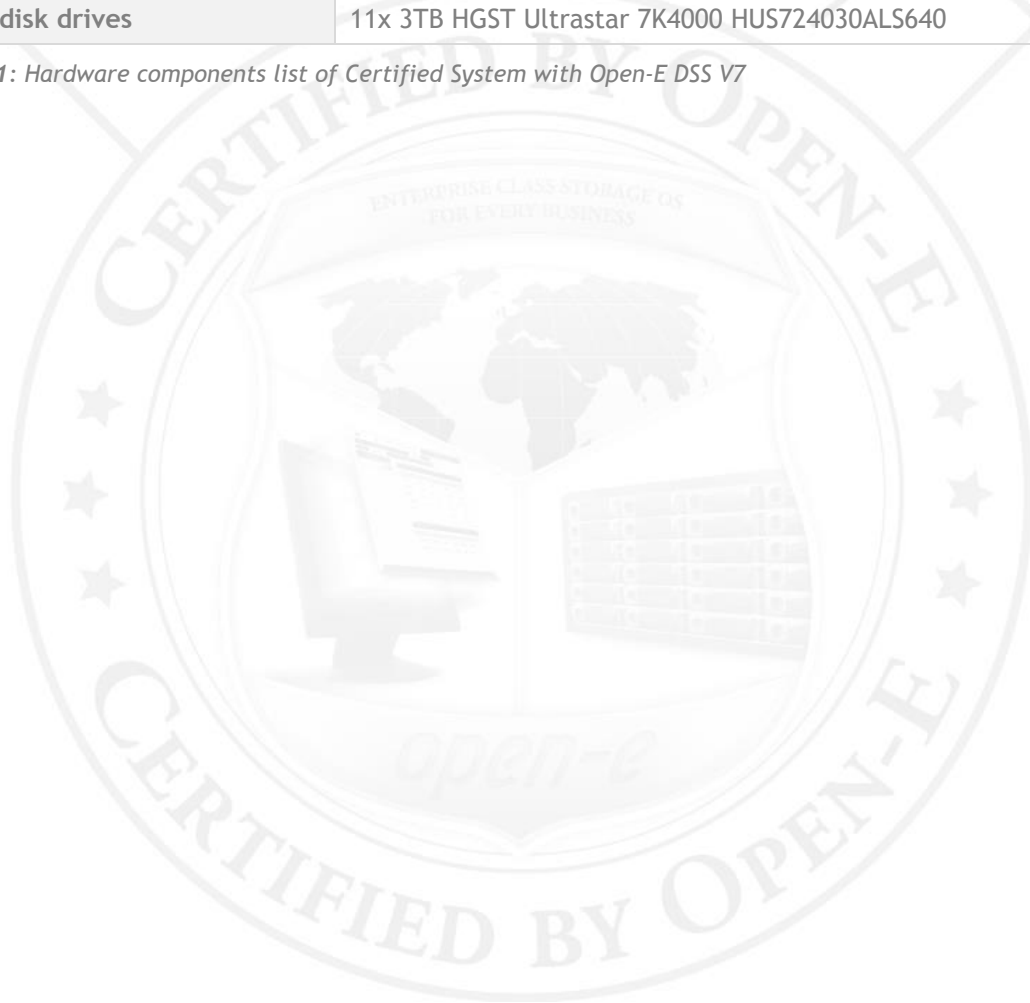 disk drives 11x 3TB HGST Ultrastar 7K4000 HUS724030ALS640
1: Hardware components list of Certified System with Open-E DSS V7
CERTIFIED BY OPEN-E
ENTERPRISE CLASS STORAGE OS
FOR EVERY BUSINESS
open-e
CERTIFIED BY OPEN-E